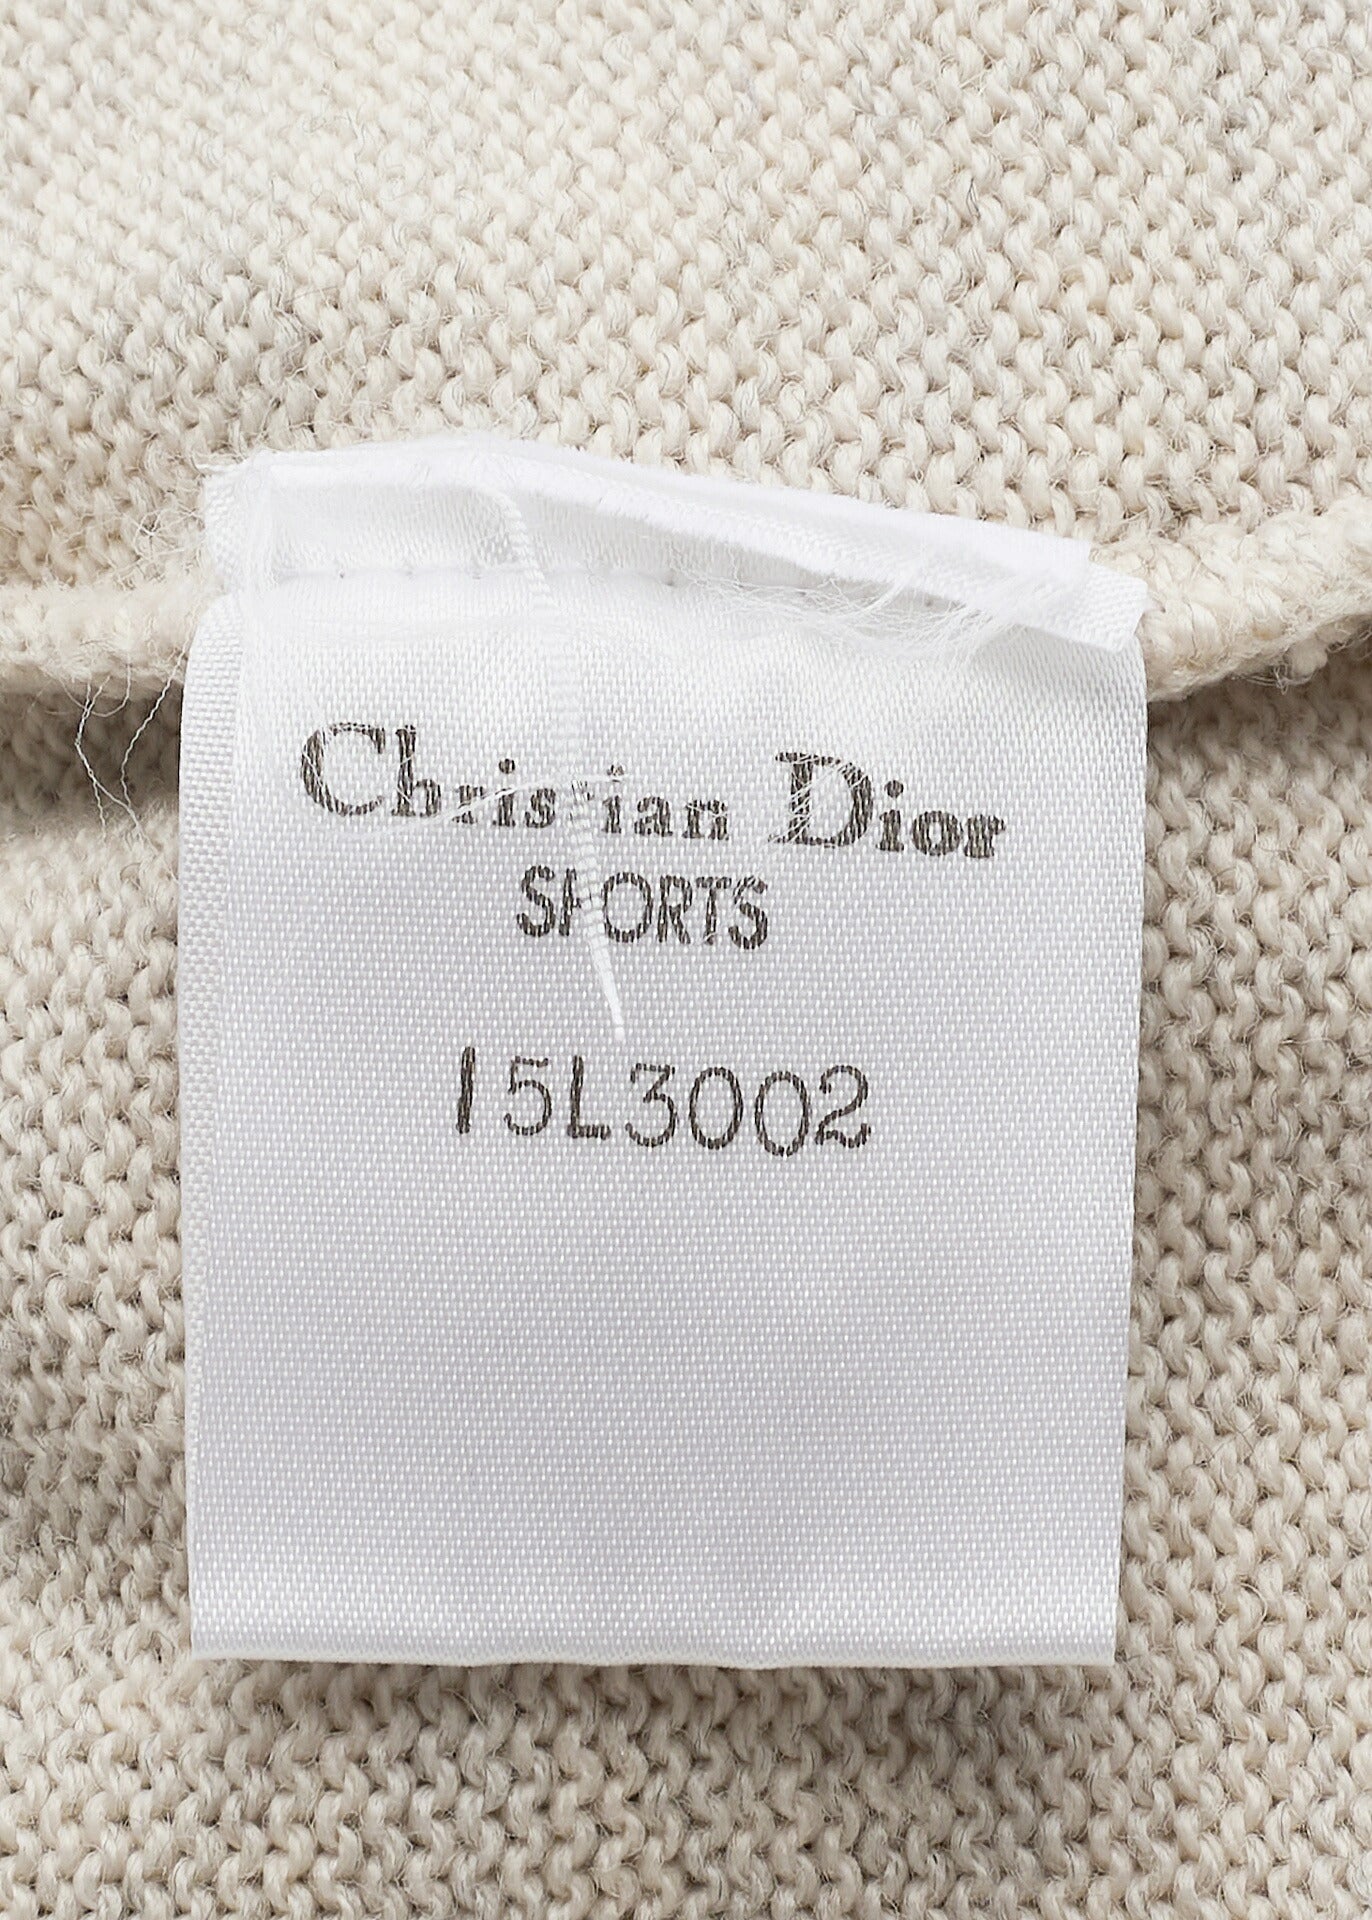 Christian Dior
SPORTS
15L3002